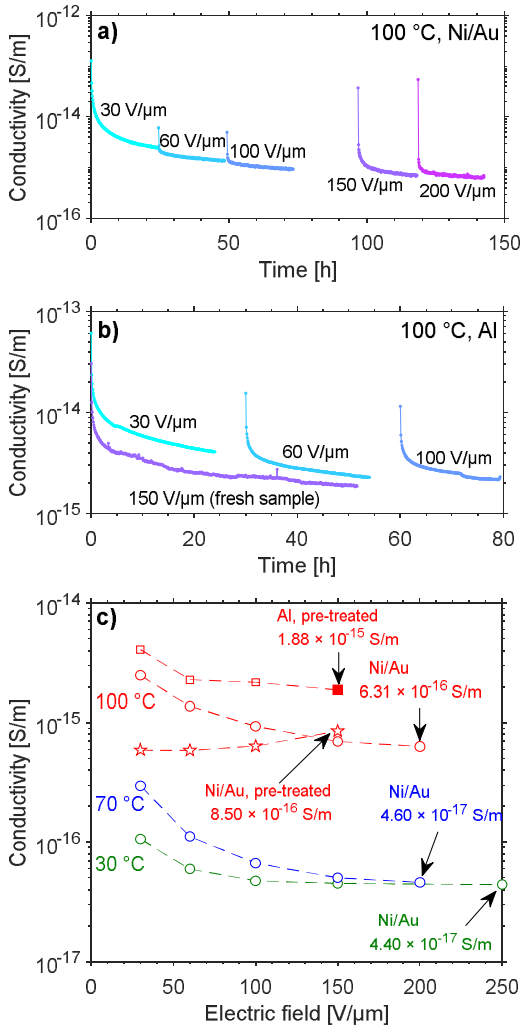 10⁻¹²
a)
100 °C, Ni/Au
10⁻¹⁴
30 V/µm
60 V/µm
100 V/µm
150 V/µm
200 V/µm
10⁻¹⁶
Conductivity [S/m]
0
50
100
150
Time [h]
10⁻¹³
b)
100 °C, Al
10⁻¹⁴
30 V/µm
60 V/µm
100 V/µm
150 V/µm (fresh sample)
10⁻¹⁵
Conductivity [S/m]
0
20
40
60
80
Time [h]
10⁻¹⁴
c)
Al, pre-treated
1.88 × 10⁻¹⁵ S/m
Ni/Au
6.31 × 10⁻¹⁶ S/m
100 °C
10⁻¹⁵
Ni/Au, pre-treated
8.50 × 10⁻¹⁶ S/m
70 °C
Ni/Au
4.60 × 10⁻¹⁷ S/m
10⁻¹⁶
30 °C
Ni/Au
4.40 × 10⁻¹⁷ S/m
10⁻¹⁷
Conductivity [S/m]
0
50
100
150
200
250
Electric field [V/µm]